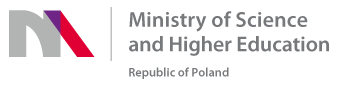 Ministry of Science
and Higher Education
Republic of Poland